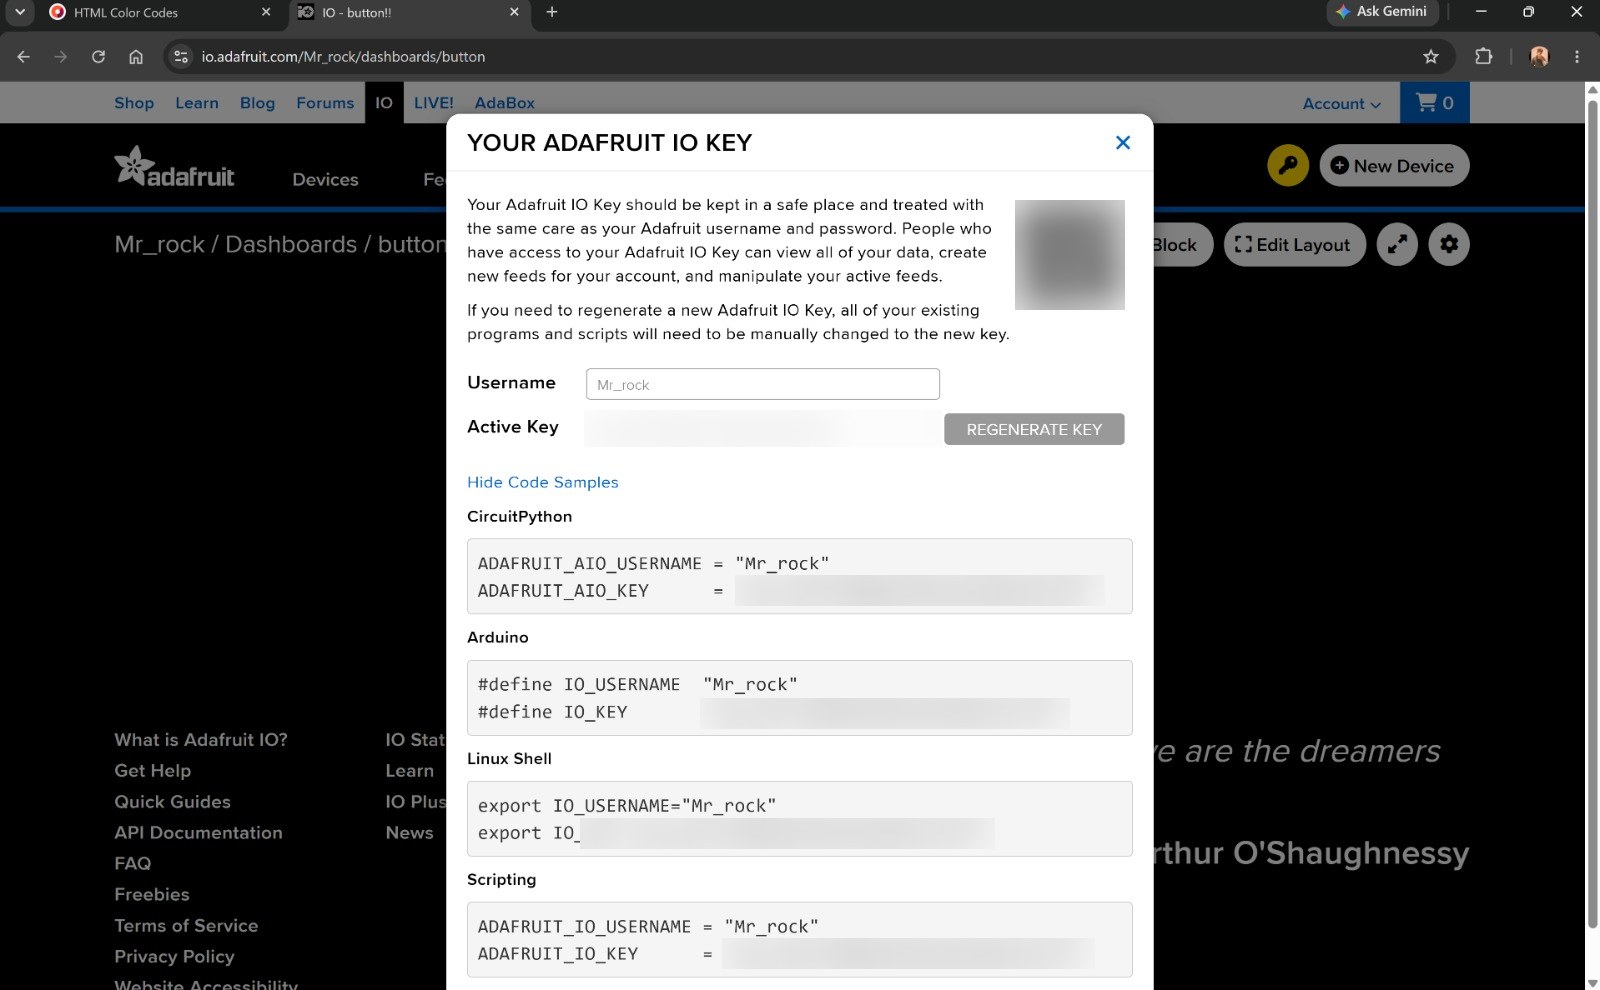 HTML Color Codes
IO - button!!
Ask Gemini
io.adafruit.com/Mr_rock/dashboards/button
Shop Learn Blog Forums IO LIVE! AdaBox
Account
0
adafruit
Devices
Fe
New Device
Mr_rock / Dashboards / button
Block
Edit Layout
YOUR ADAFRUIT IO KEY
Your Adafruit IO Key should be kept in a safe place and treated with
the same care as your Adafruit username and password. People who
have access to your Adafruit IO Key can view all of your data, create
new feeds for your account, and manipulate your active feeds.
If you need to regenerate a new Adafruit IO Key, all of your existing
programs and scripts will need to be manually changed to the new key.
Username
Mr_rock
Active Key
REGENERATE KEY
Hide Code Samples
CircuitPython
ADAFRUIT_AIO_USERNAME = "Mr_rock"
ADAFRUIT_AIO_KEY =
Arduino
#define IO_USERNAME "Mr_rock"
#define IO_KEY
Linux Shell
export IO_USERNAME="Mr_rock"
export IO_
Scripting
ADAFRUIT_IO_USERNAME = "Mr_rock"
ADAFRUIT_IO_KEY =
What is Adafruit IO?
Get Help
Quick Guides
API Documentation
FAQ
Freebies
Terms of Service
Privacy Policy
Website Accessibility
IO Stat
Learn
IO Plus
News
e are the dreamers
rthur O'Shaughnessy